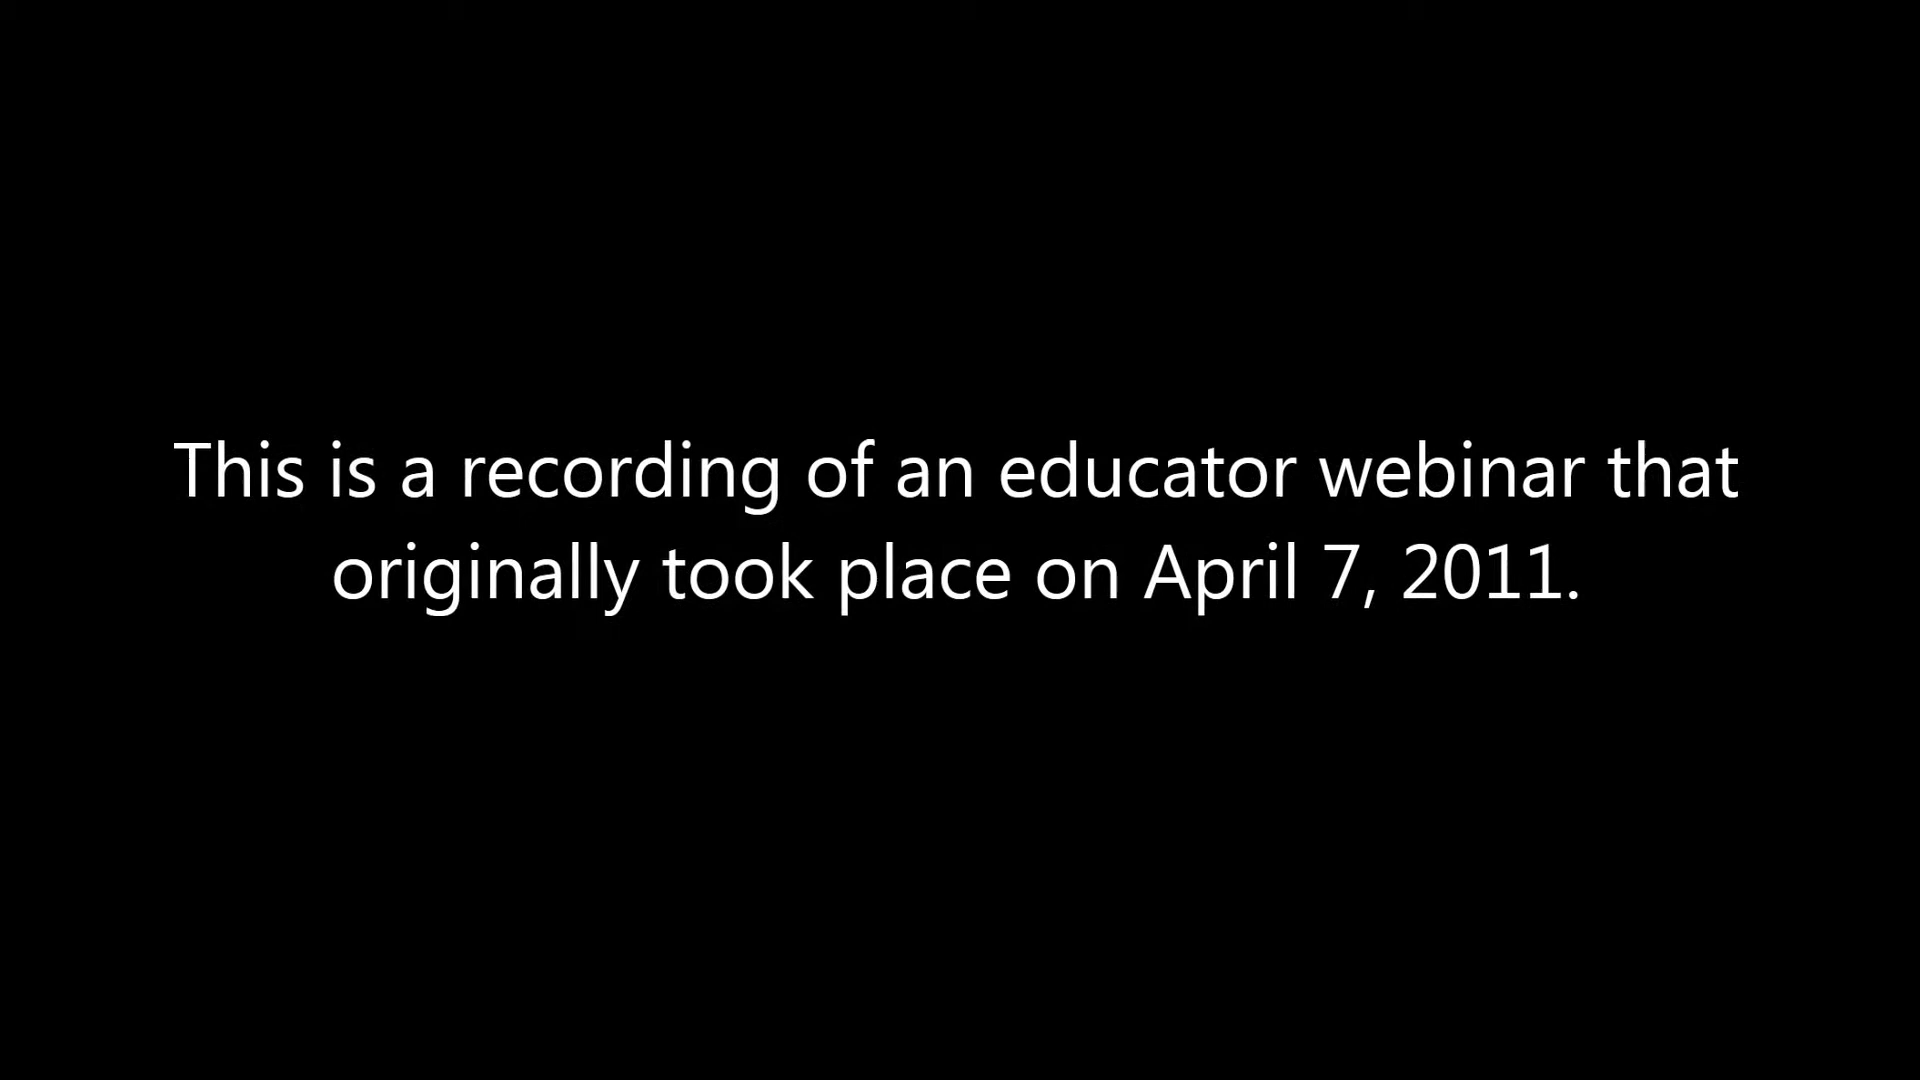 This is a recording of an educator webinar that
originally took place on April 7, 2011.